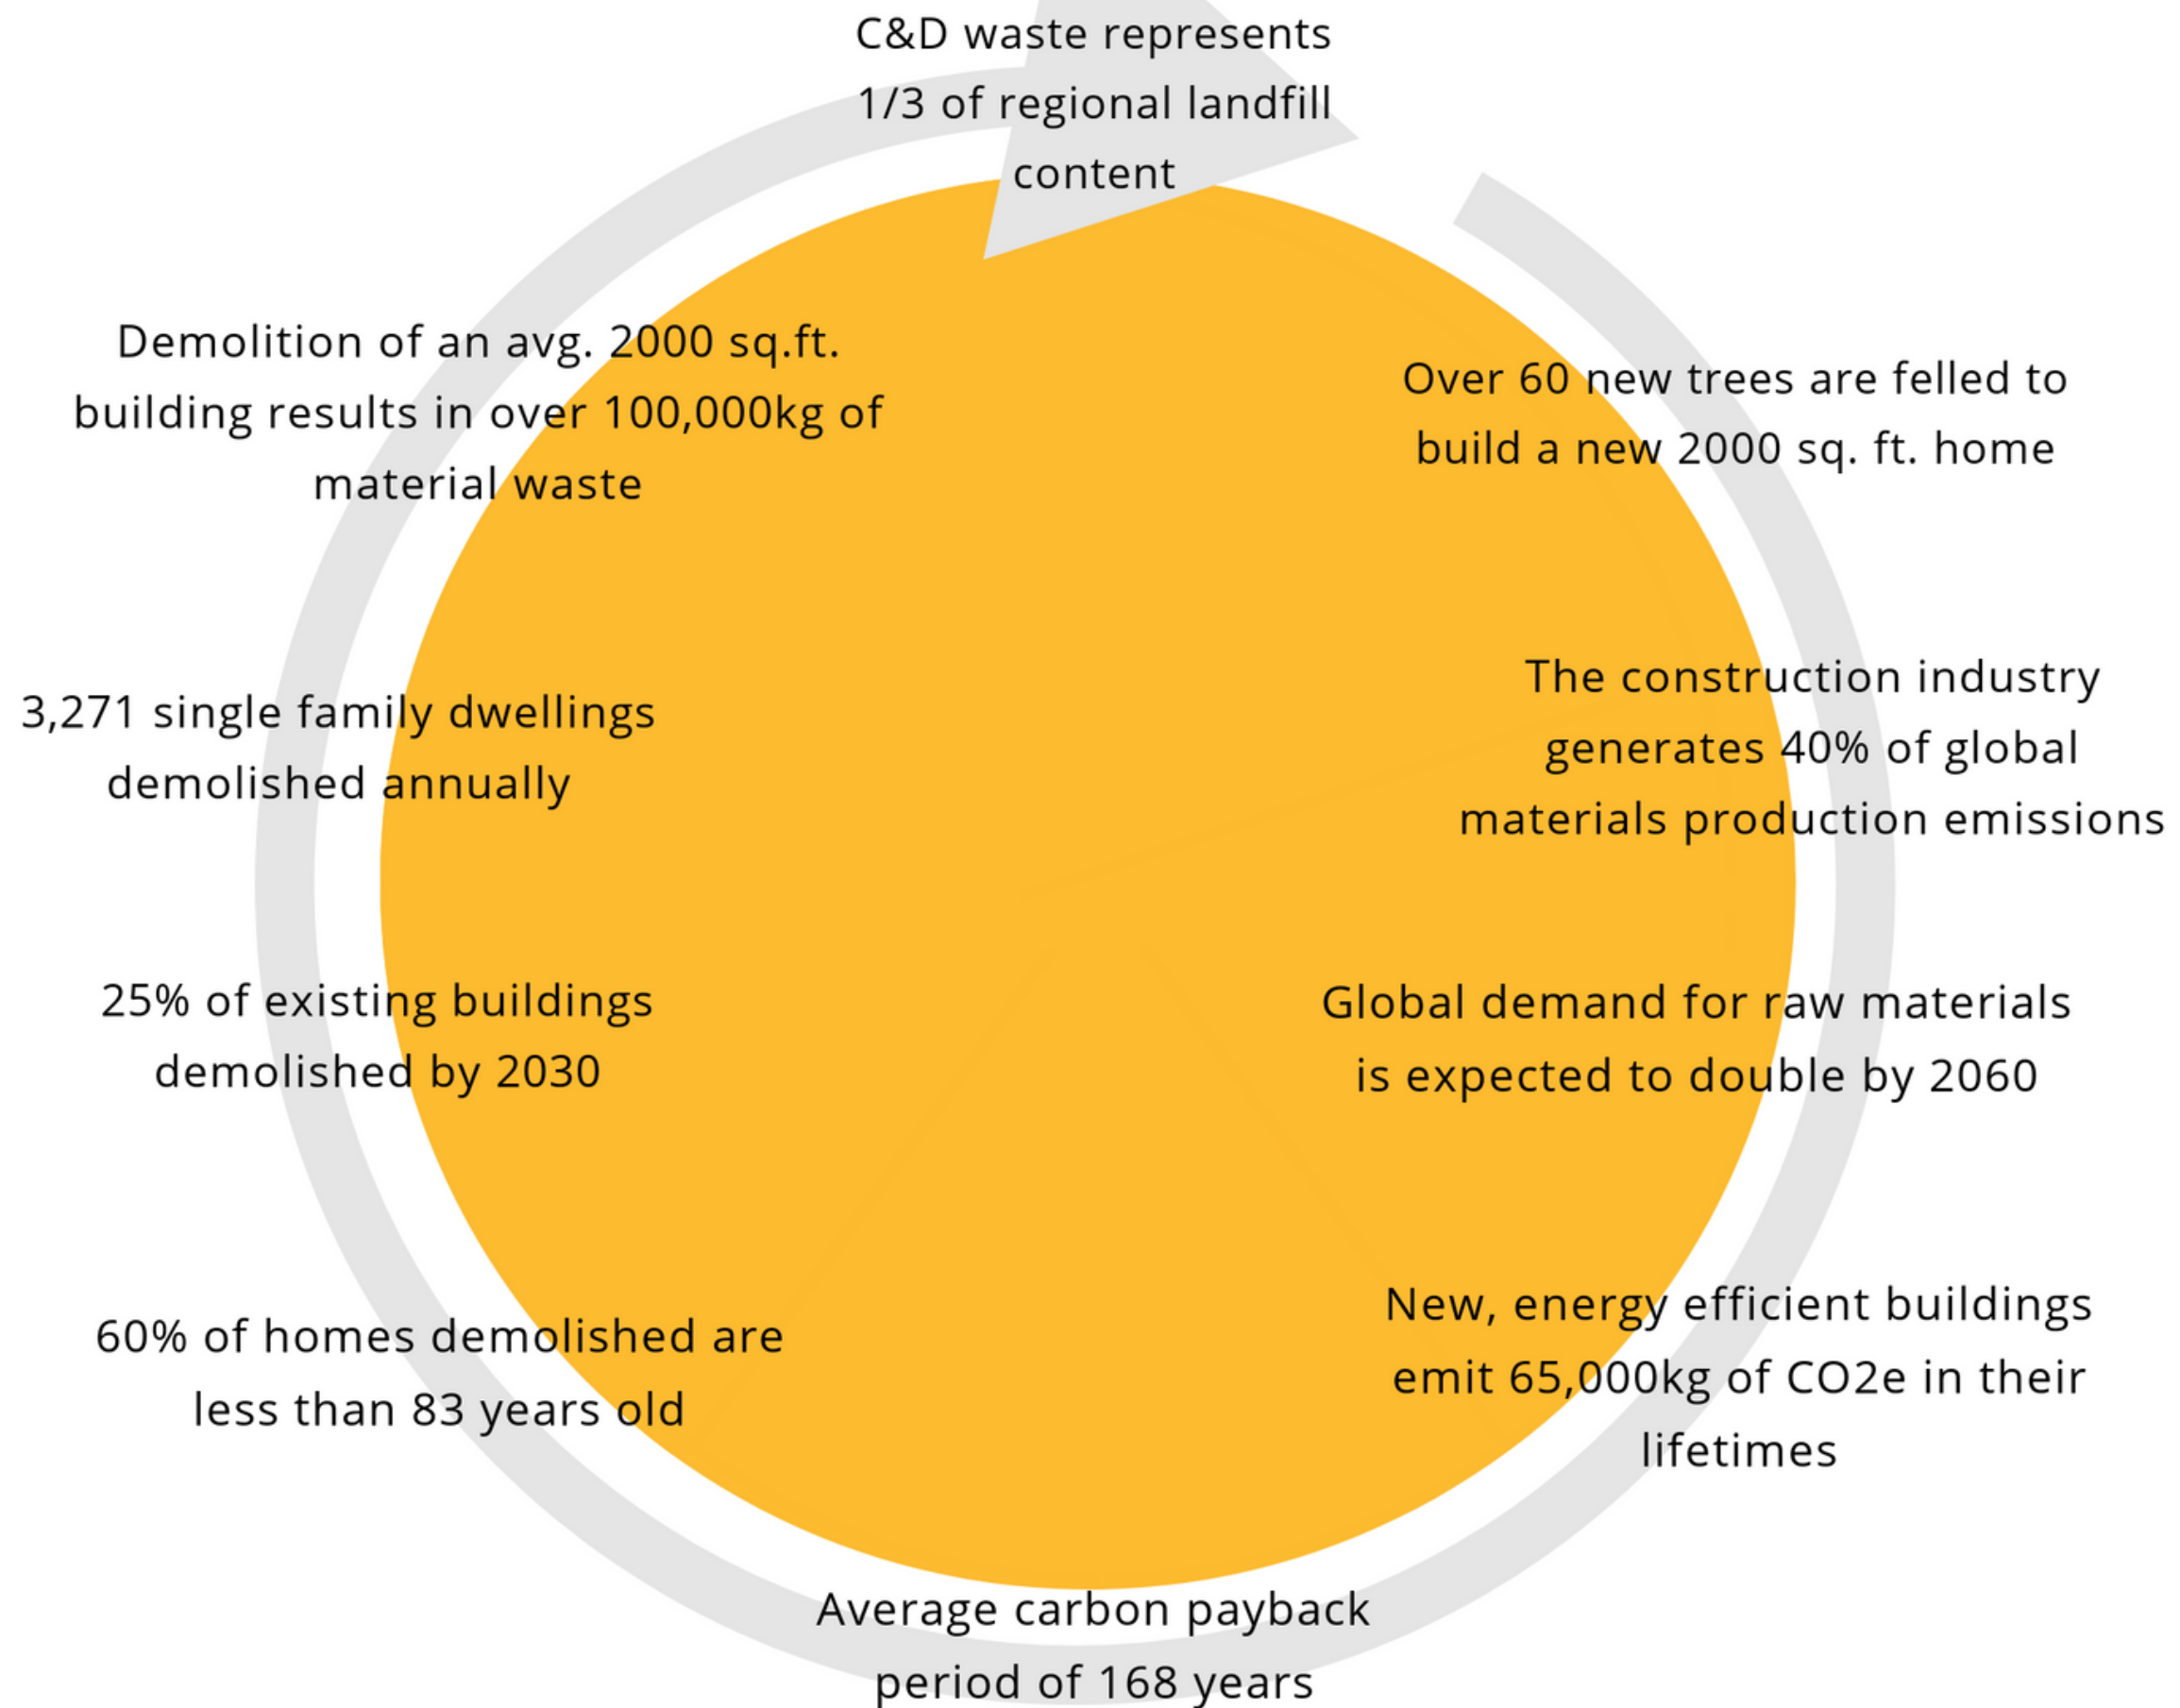 C&D waste represents
1/3 of regional landfill
content
Over 60 new trees are felled to
build a new 2000 sq. ft. home
The construction industry
generates 40% of global
materials production emissions
Global demand for raw materials
is expected to double by 2060
New, energy efficient buildings
emit 65,000kg of CO2e in their
lifetimes
Average carbon payback
period of 168 years
60% of homes demolished are
less than 83 years old
25% of existing buildings
demolished by 2030
3,271 single family dwellings
demolished annually
Demolition of an avg. 2000 sq.ft.
building results in over 100,000kg of
material waste